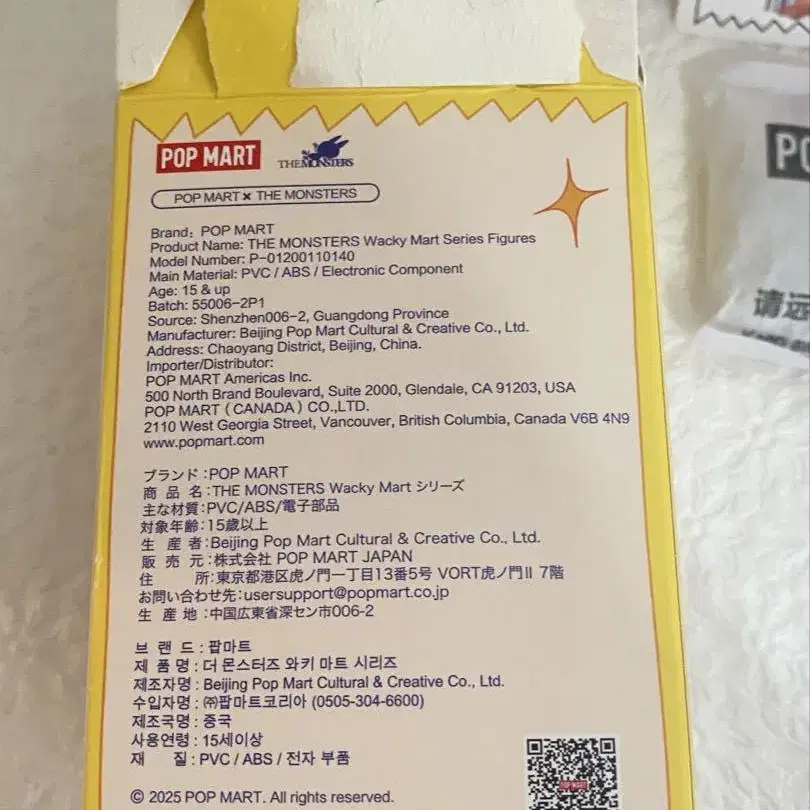 POP MART
THE MONSTERS
POP MART × THE MONSTERS
Brand: POP MART
Product Name: THE MONSTERS Wacky Mart Series Figures
Model Number: P-01200110140
Main Material: PVC / ABS / Electronic Component
Age: 15 & up
Batch: 55006-2P1
Source: Shenzhen006-2, Guangdong Province
Manufacturer: Beijing Pop Mart Cultural & Creative Co., Ltd.
Address: Chaoyang District, Beijing, China.
Importer/Distributor:
POP MART Americas Inc.
500 North Brand Boulevard, Suite 2000, Glendale, CA 91203, USA
POP MART (CANADA) CO.,LTD.
2110 West Georgia Street, Vancouver, British Columbia, Canada V6B 4N9
www.popmart.com
ブランド:POP MART
商品名:THE MONSTERS Wacky Mart シリーズ
主な材質:PVC/ABS/電子部品
対象年齢:15歳以上
生産者:Beijing Pop Mart Cultural & Creative Co., Ltd.
販売元:株式会社 POP MART JAPAN
住所:東京都港区虎ノ門一丁目13番5号 VORT虎ノ門II 7階
お問い合わせ先:usersupport@popmart.co.jp
生産地:中国広東省深セン市006-2
브랜드 : 팝마트
제품명 : 더 몬스터즈 와키 마트 시리즈
제조자명 : Beijing Pop Mart Cultural & Creative Co., Ltd.
수입자명 : ㈜팝마트코리아 (0505-304-6600)
제조국명 : 중국
사용연령 : 15세이상
재질 : PVC / ABS / 전자 부품
© 2025 POP MART. All rights reserved.
POP MART
请远